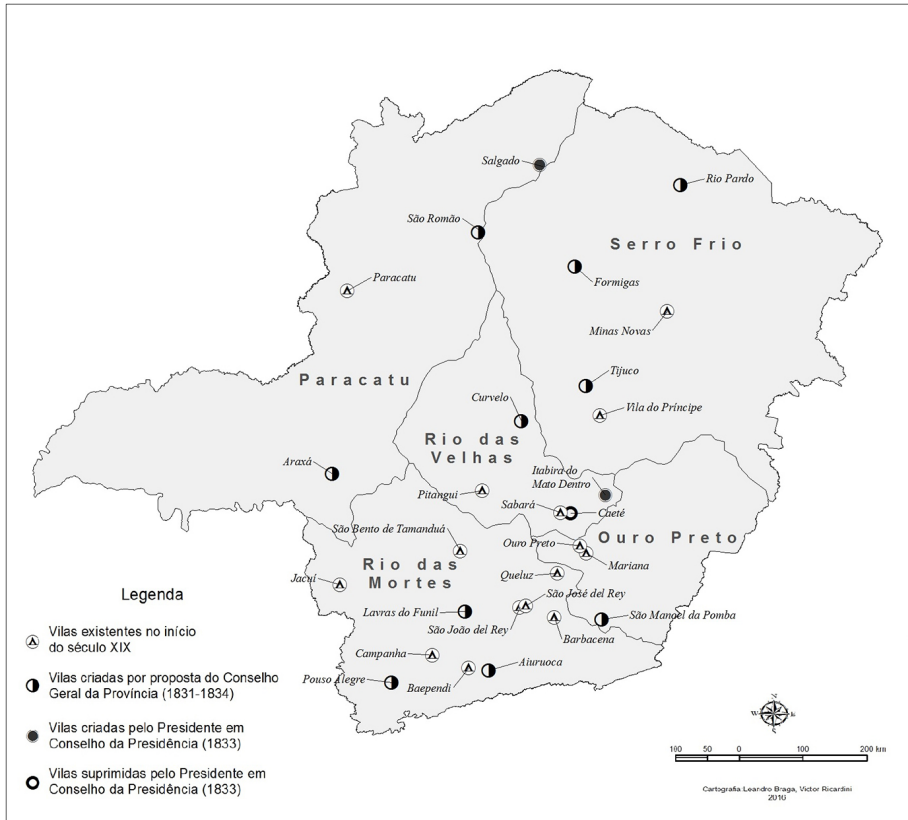 Salgado
Rio Pardo
São Romão
Serro Frio
Formigas
Paracatu
Minas Novas
Paracatu
Tijuco
Curvelo
Vila do Príncipe
Rio das
Velhas
Araxá
Itabira do
Mato Dentro
Pitangui
Sabará
Caeté
São Bento de Tamanduá
Ouro Preto
Ouro Preto
Mariana
Rio das
Mortes
Queluz
Jacuí
São José del Rey
Lavras do Funil
São Manoel da Pomba
São João del Rey
Barbacena
Campanha
Aiuruoca
Pouso Alegre
Baependi
Legenda
Vilas existentes no início
do século XIX
Vilas criadas por proposta do Conselho
Geral da Província (1831-1834)
Vilas criadas pelo Presidente em
Conselho da Presidência (1833)
Vilas suprimidas pelo Presidente em
Conselho da Presidência (1833)
N
W
E
S
100 50 0 100 200 km
Cartografia:Leandro Braga, Victor Ricardini
2010